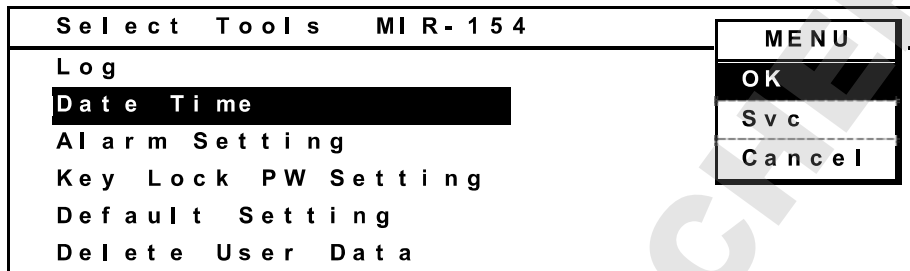 Select Tools MIR-154
MENU
Log
OK
Date Time
Svc
Alarm Setting
Cancel
Key Lock PW Setting
Default Setting
Delete User Data
CHER